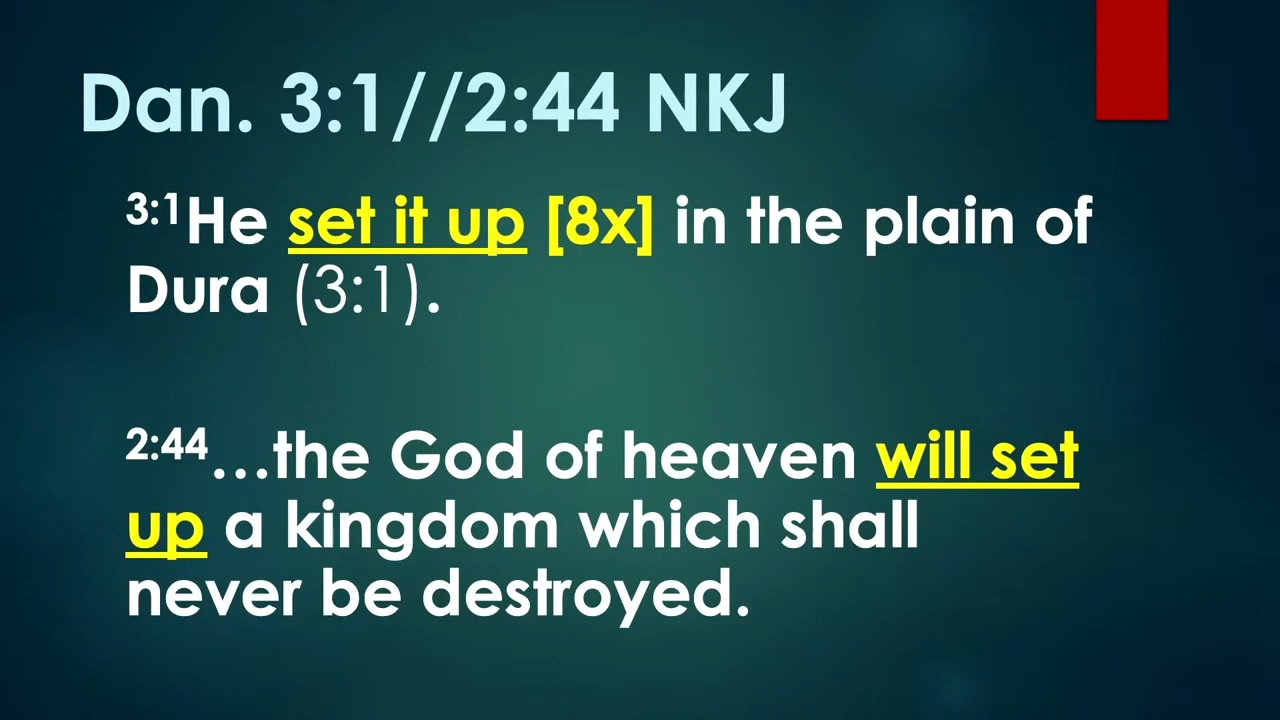 Dan. 3:1//2:44 NKJ
3:1He set it up [8x] in the plain of
Dura (3:1).
2:44…the God of heaven will set
up a kingdom which shall
never be destroyed.